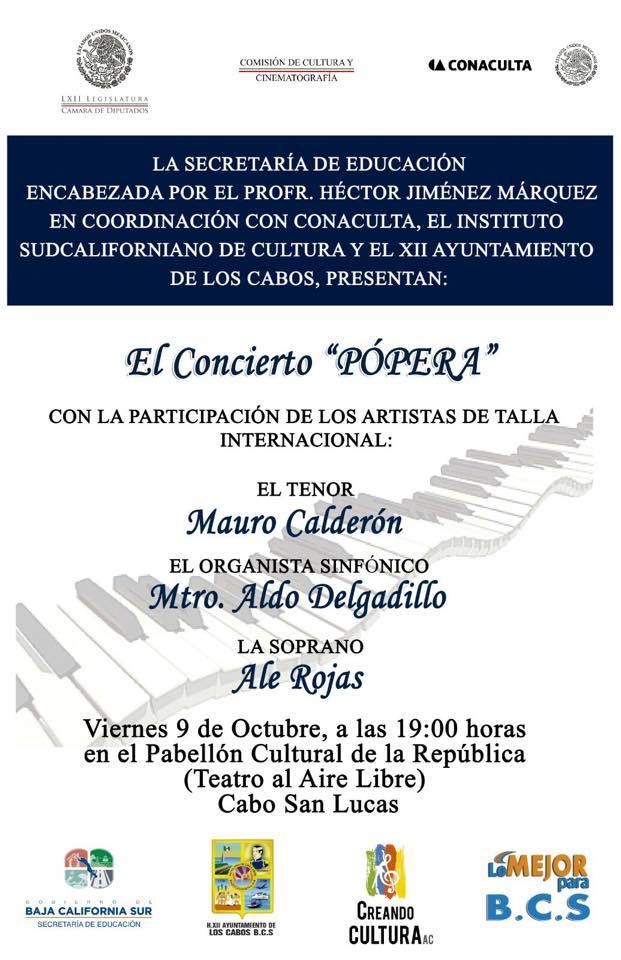 ESTADOS UNIDOS MEXICANOS
LXII LEGISLATURA
CÁMARA DE DIPUTADOS
COMISIÓN DE CULTURA Y
CINEMATOGRAFÍA
CONACULTA
LA SECRETARÍA DE EDUCACIÓN
ENCABEZADA POR EL PROFR. HÉCTOR JIMÉNEZ MÁRQUEZ
EN COORDINACIÓN CON CONACULTA, EL INSTITUTO
SUDCALIFORNIANO DE CULTURA Y EL XII AYUNTAMIENTO
DE LOS CABOS, PRESENTAN:
El Concierto “PÓPERA”
CON LA PARTICIPACIÓN DE LOS ARTISTAS DE TALLA
INTERNACIONAL:
EL TENOR
Mauro Calderón
EL ORGANISTA SINFÓNICO
Mtro. Aldo Delgadillo
LA SOPRANO
Ale Rojas
Viernes 9 de Octubre, a las 19:00 horas
en el Pabellón Cultural de la República
(Teatro al Aire Libre)
Cabo San Lucas
GOBIERNO DE
BAJA CALIFORNIA SUR
SECRETARÍA DE EDUCACIÓN
H.XII AYUNTAMIENTO DE
LOS CABOS B.C.S
CREANDO
CULTURA AC
Lo MEJOR
para
B.C.S